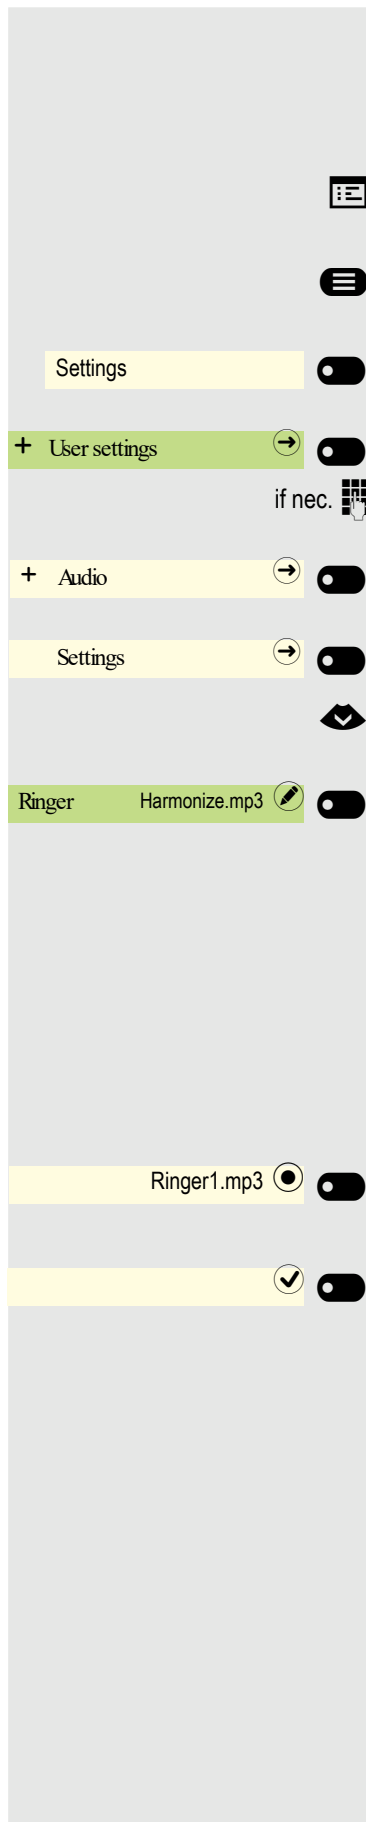 Settings
+ User settings
if nec.
+ Audio
Settings
Ringer Harmonize.mp3
Ringer1.mp3